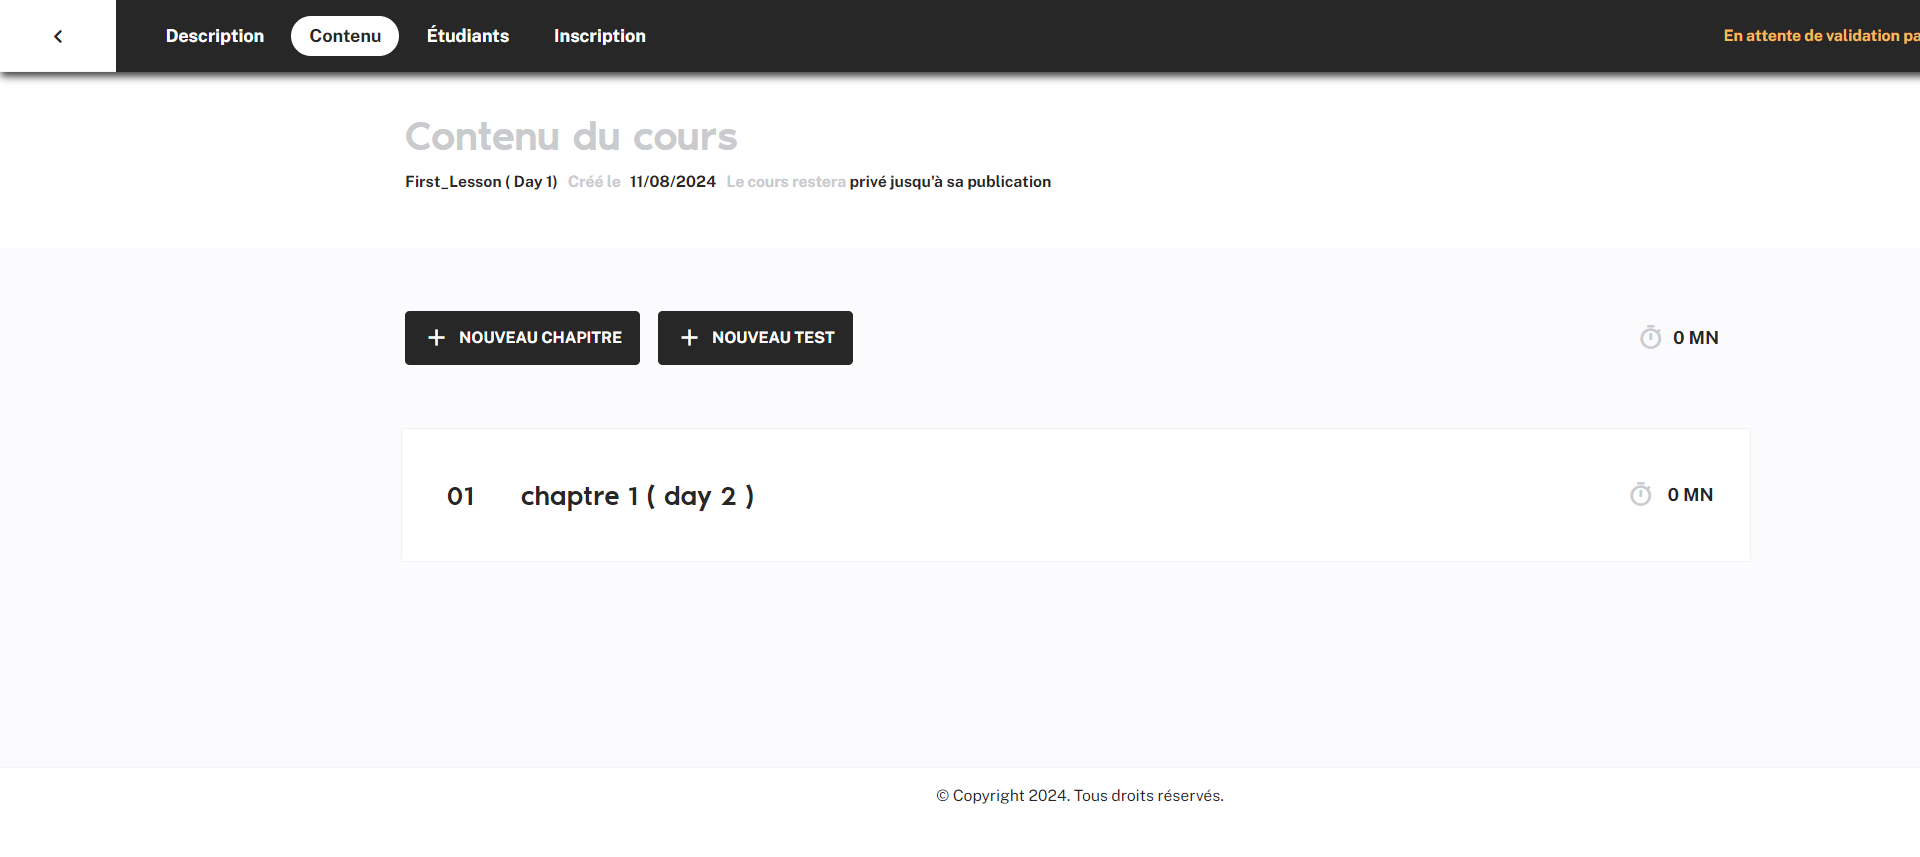 Description Contenu Étudiants Inscription En attente de validation pa
Contenu du cours
First_Lesson ( Day 1) Créé le 11/08/2024 Le cours restera privé jusqu'à sa publication
NOUVEAU CHAPITRE NOUVEAU TEST 0 MN
01 chaptre 1 ( day 2 ) 0 MN
© Copyright 2024. Tous droits réservés.